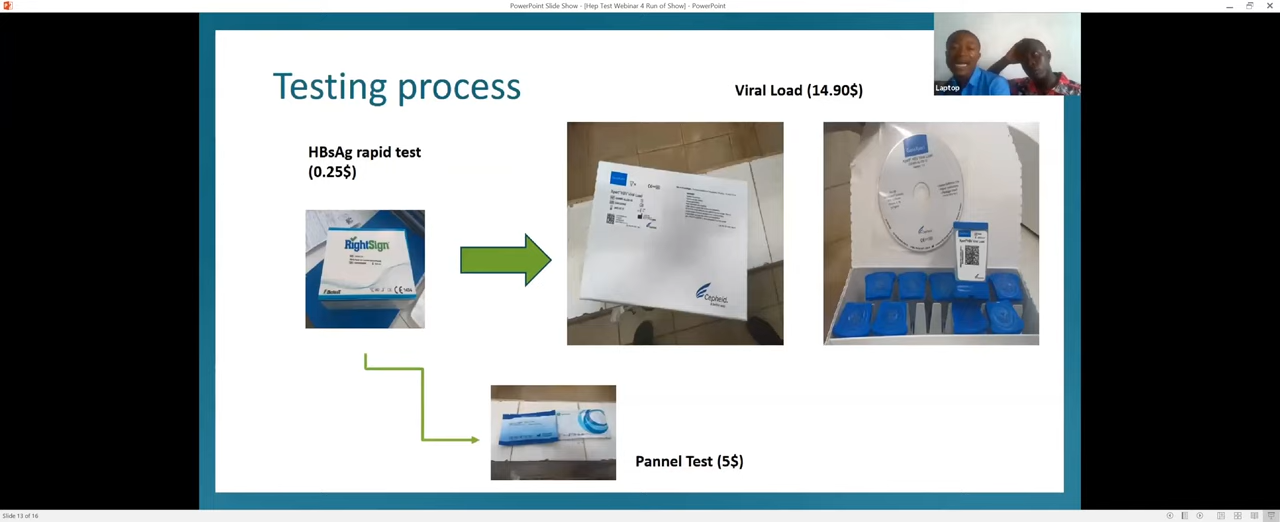 PowerPoint Slide Show - [Hep Test Webinar 4 Run of Show] - PowerPoint
Testing process
Laptop
Viral Load (14.90$)
HBsAg rapid test
(0.25$)
RightSign
Cepheid.
Pannel Test (5$)
Slide 13 of 16